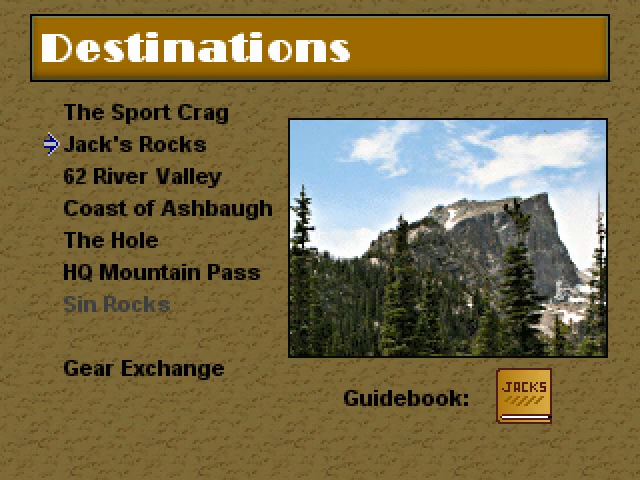 Destinations
The Sport Crag
Jack's Rocks
62 River Valley
Coast of Ashbaugh
The Hole
HQ Mountain Pass
Sin Rocks
Gear Exchange
Guidebook:
JACKS